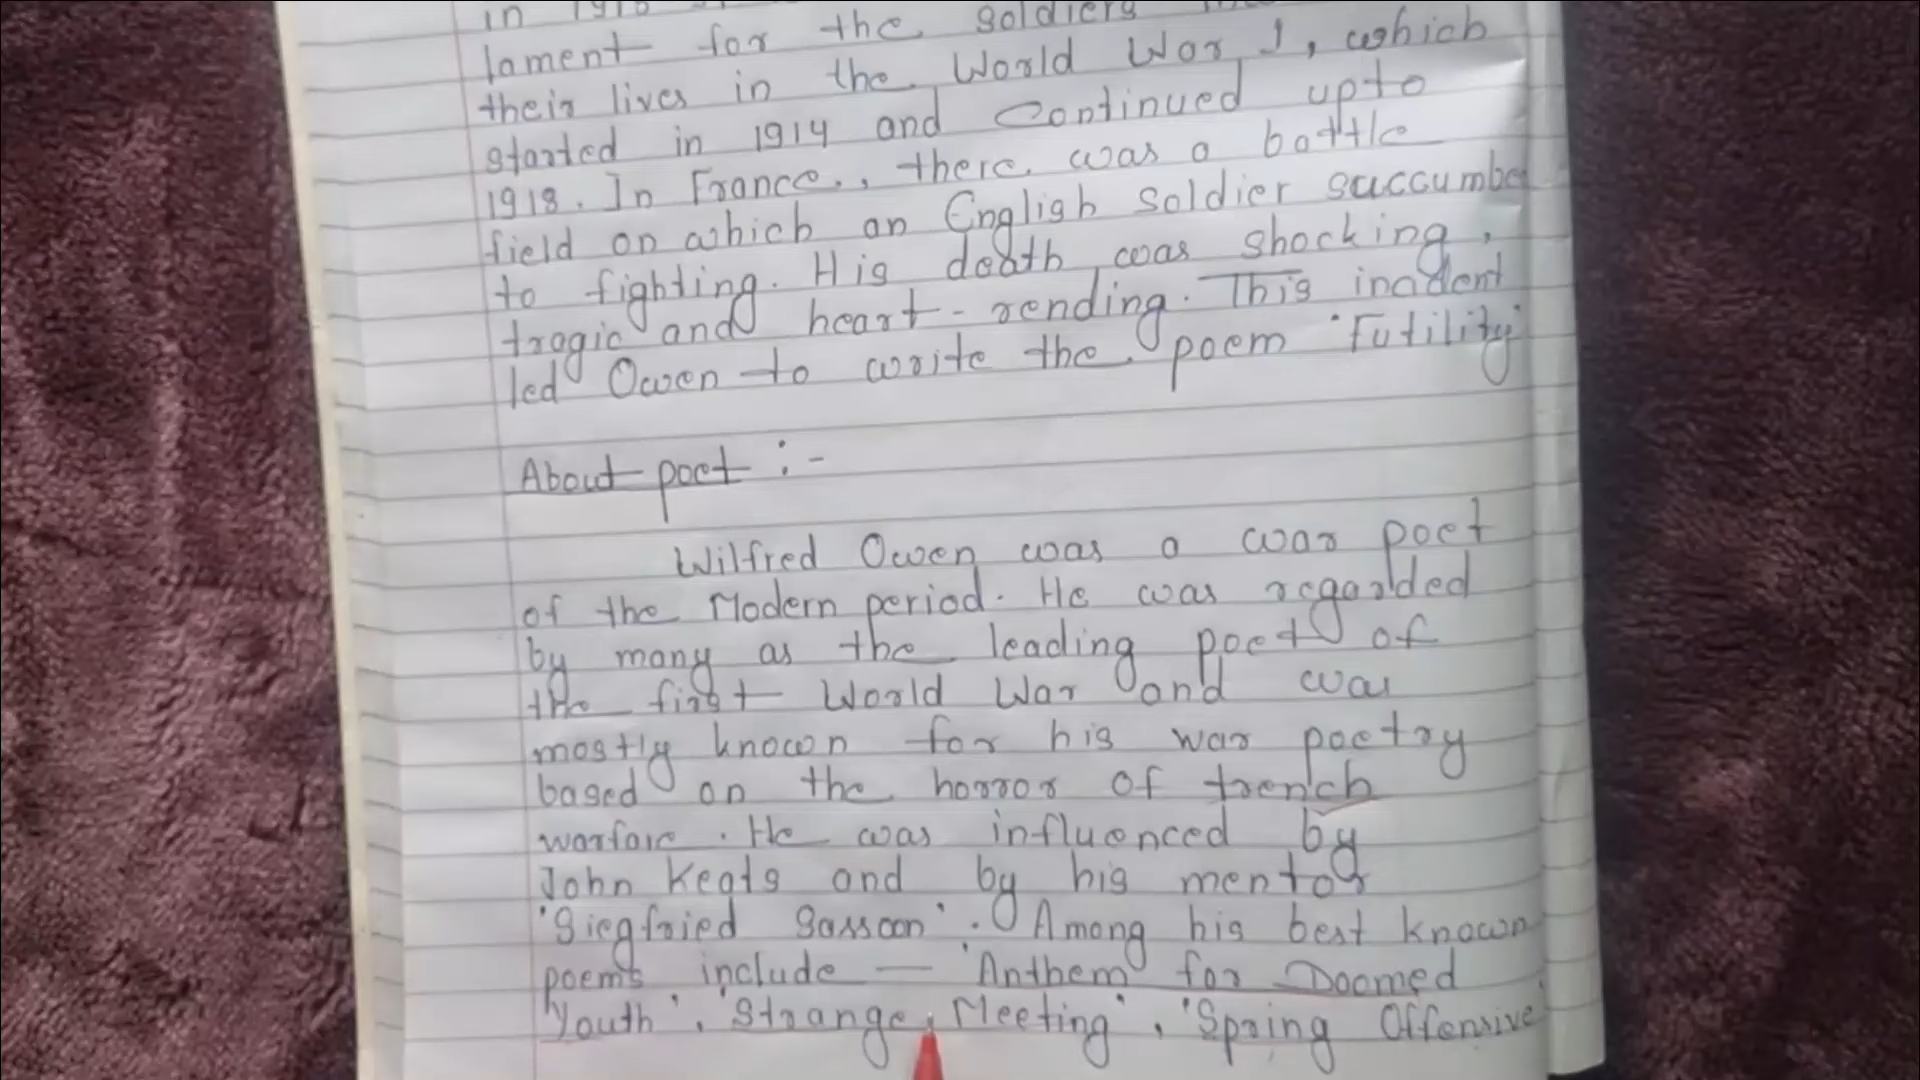 in 1918
lament for the soldiers
their lives in the World War I, which
started in 1914 and continued upto
1918. In France., there was a battle
field on which an English soldier succumbed
to fighting. His death was shocking,
tragic and heart-rending. This incident
led Owen to write the poem 'Futility'
About poet :-
Wilfred Owen was a war poet
of the Modern period. He was regarded
by many as the leading poet of
the first World War and was
mostly known for his war poetry
based on the horror of trench
warfare. He was influenced by
John Keats and by his mentor
'Siegfried Sassoon'. Among his best known
poems include — 'Anthem for Doomed
Youth', 'Strange Meeting', 'Spring Offensive'